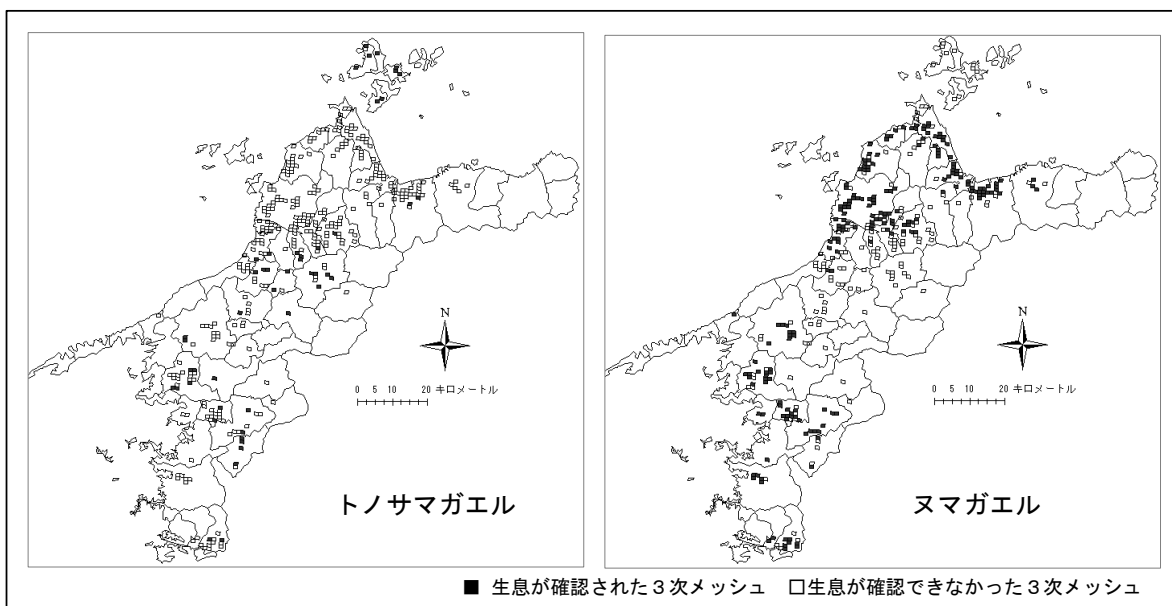 N
0 5 10 20 キロメートル
トノサマガエル
N
0 5 10 20 キロメートル
ヌマガエル
■ 生息が確認された３次メッシュ □生息が確認できなかった３次メッシュ